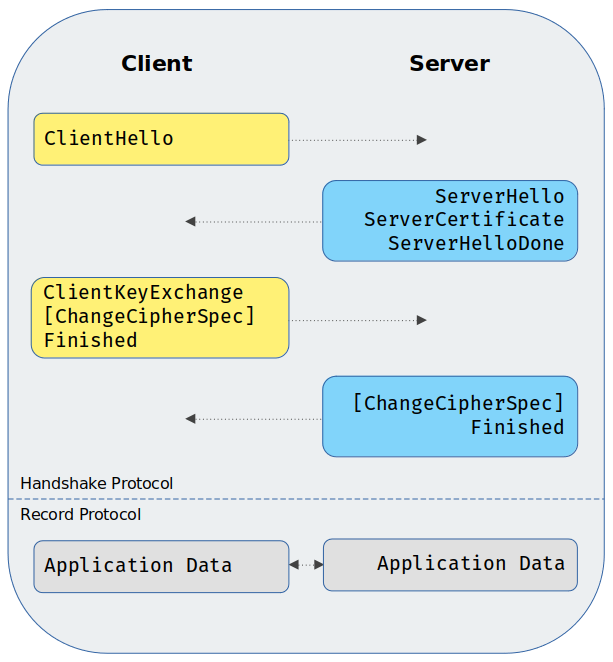 Client
Server
ClientHello
ServerHello
ServerCertificate
ServerHelloDone
ClientKeyExchange
[ChangeCipherSpec]
Finished
[ChangeCipherSpec]
Finished
Handshake Protocol
Record Protocol
Application Data
Application Data